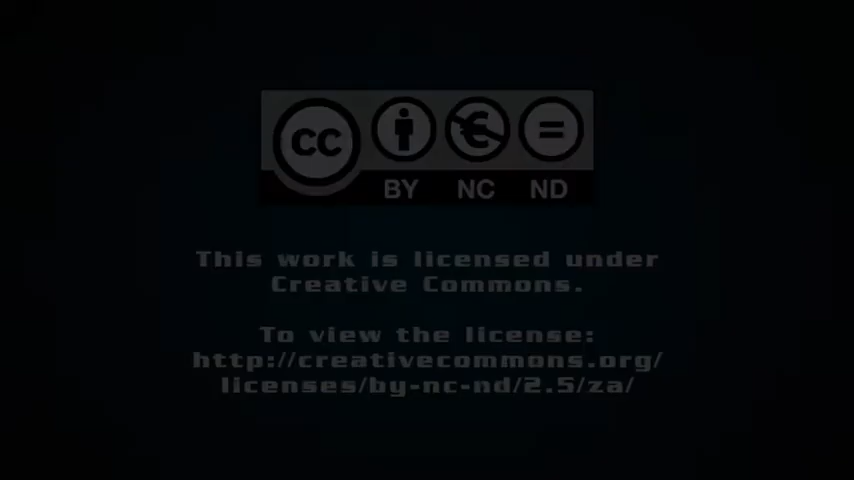 CC
BY NC ND
This work is licensed under
Creative Commons.
To view the license:
http://creativecommons.org/
licenses/by-nc-nd/2.5/za/